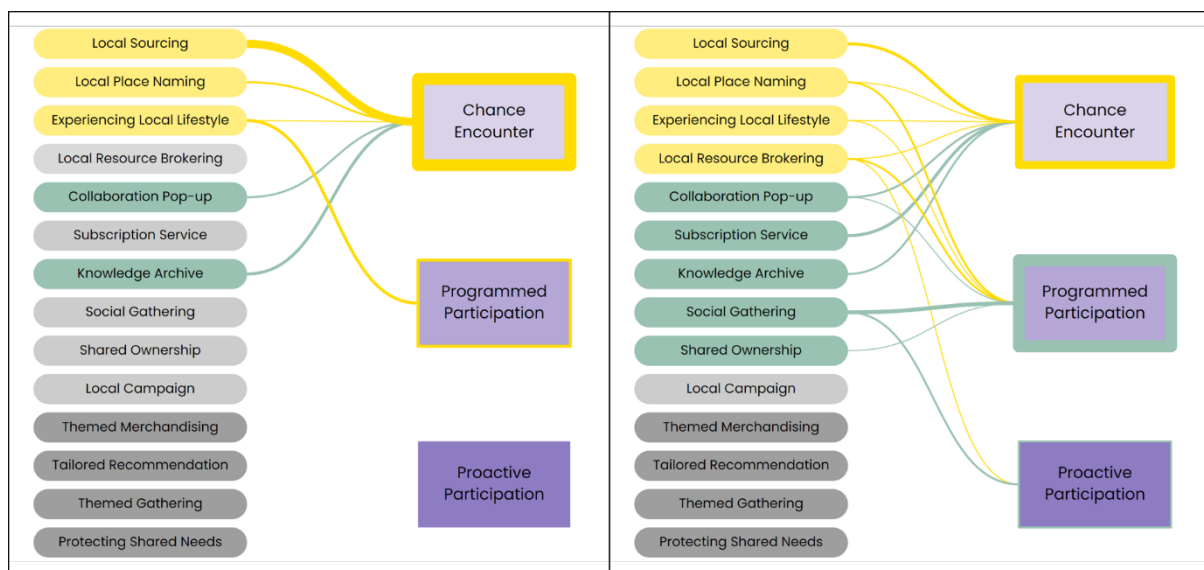 Local Sourcing
Local Place Naming
Experiencing Local Lifestyle
Local Resource Brokering
Collaboration Pop-up
Subscription Service
Knowledge Archive
Social Gathering
Shared Ownership
Local Campaign
Themed Merchandising
Tailored Recommendation
Themed Gathering
Protecting Shared Needs
Chance
Encounter
Programmed
Participation
Proactive
Participation
Local Sourcing
Local Place Naming
Experiencing Local Lifestyle
Local Resource Brokering
Collaboration Pop-up
Subscription Service
Knowledge Archive
Social Gathering
Shared Ownership
Local Campaign
Themed Merchandising
Tailored Recommendation
Themed Gathering
Protecting Shared Needs
Chance
Encounter
Programmed
Participation
Proactive
Participation